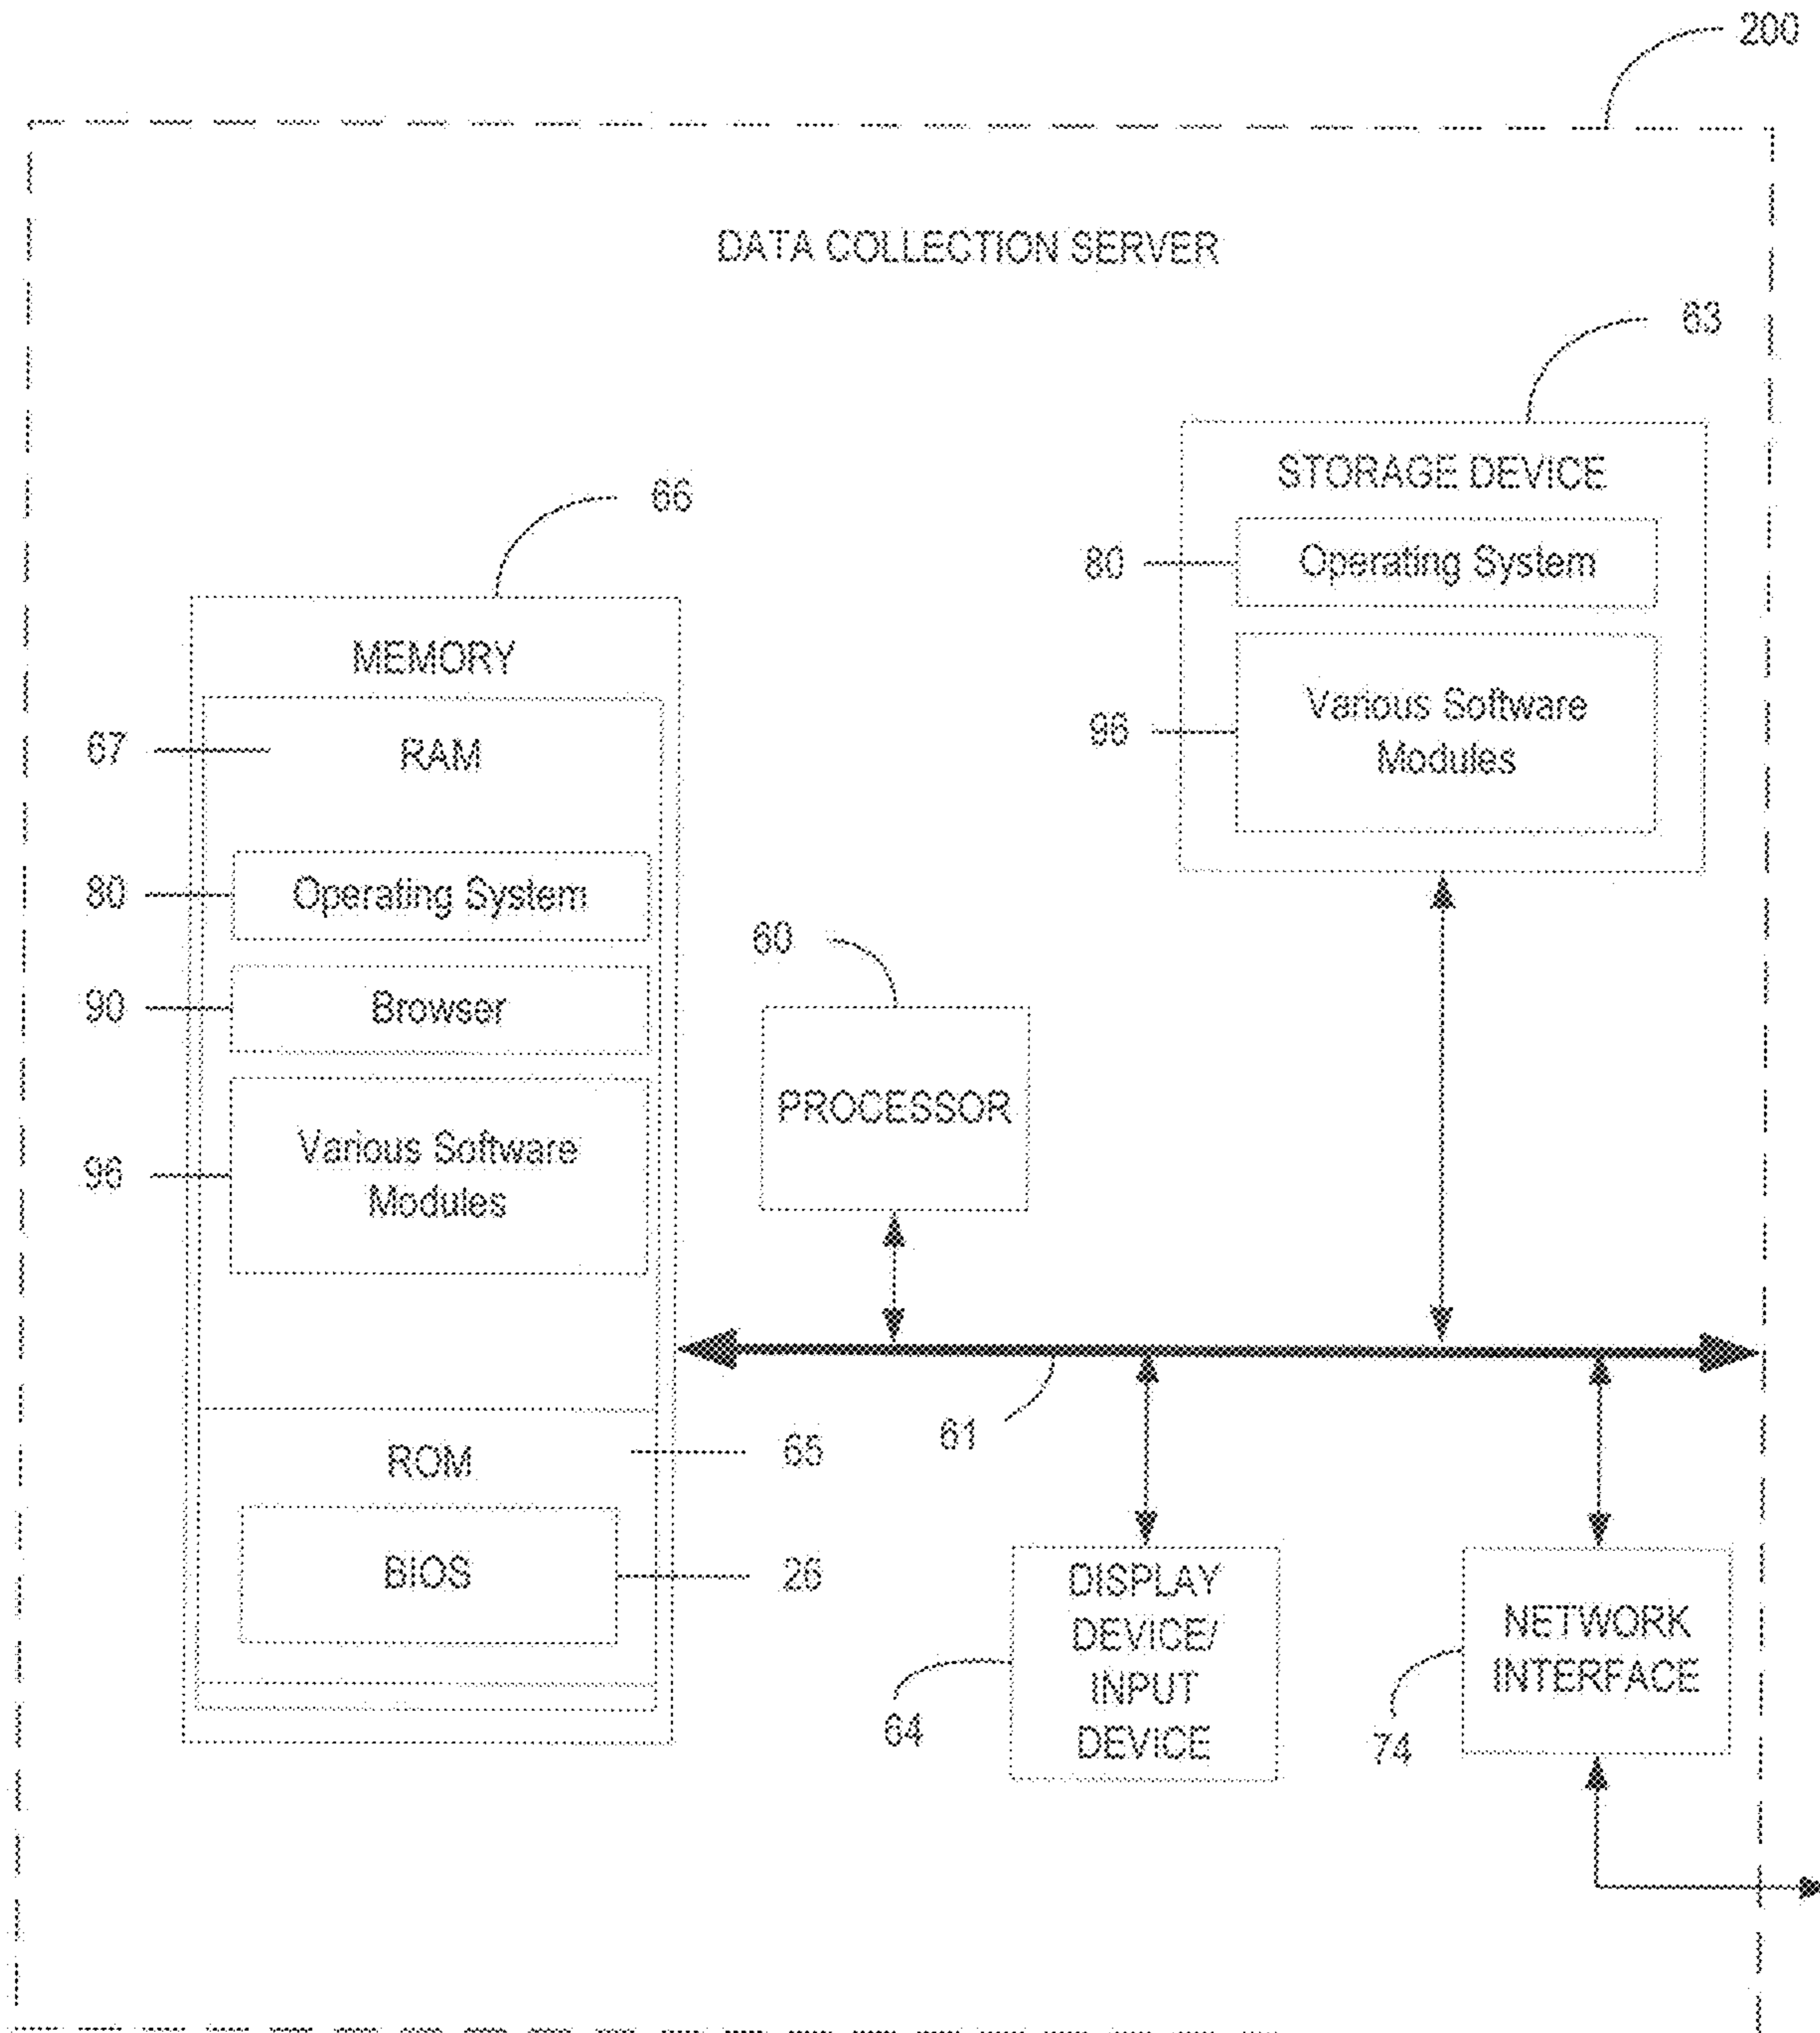 200
DATA COLLECTION SERVER
63
STORAGE DEVICE
80
Operating System
96
Various Software
Modules
66
MEMORY
67
RAM
80
Operating System
90
Browser
96
Various Software
Modules
60
PROCESSOR
61
ROM
65
BIOS
26
DISPLAY
DEVICE/
INPUT
DEVICE
64
NETWORK
INTERFACE
74